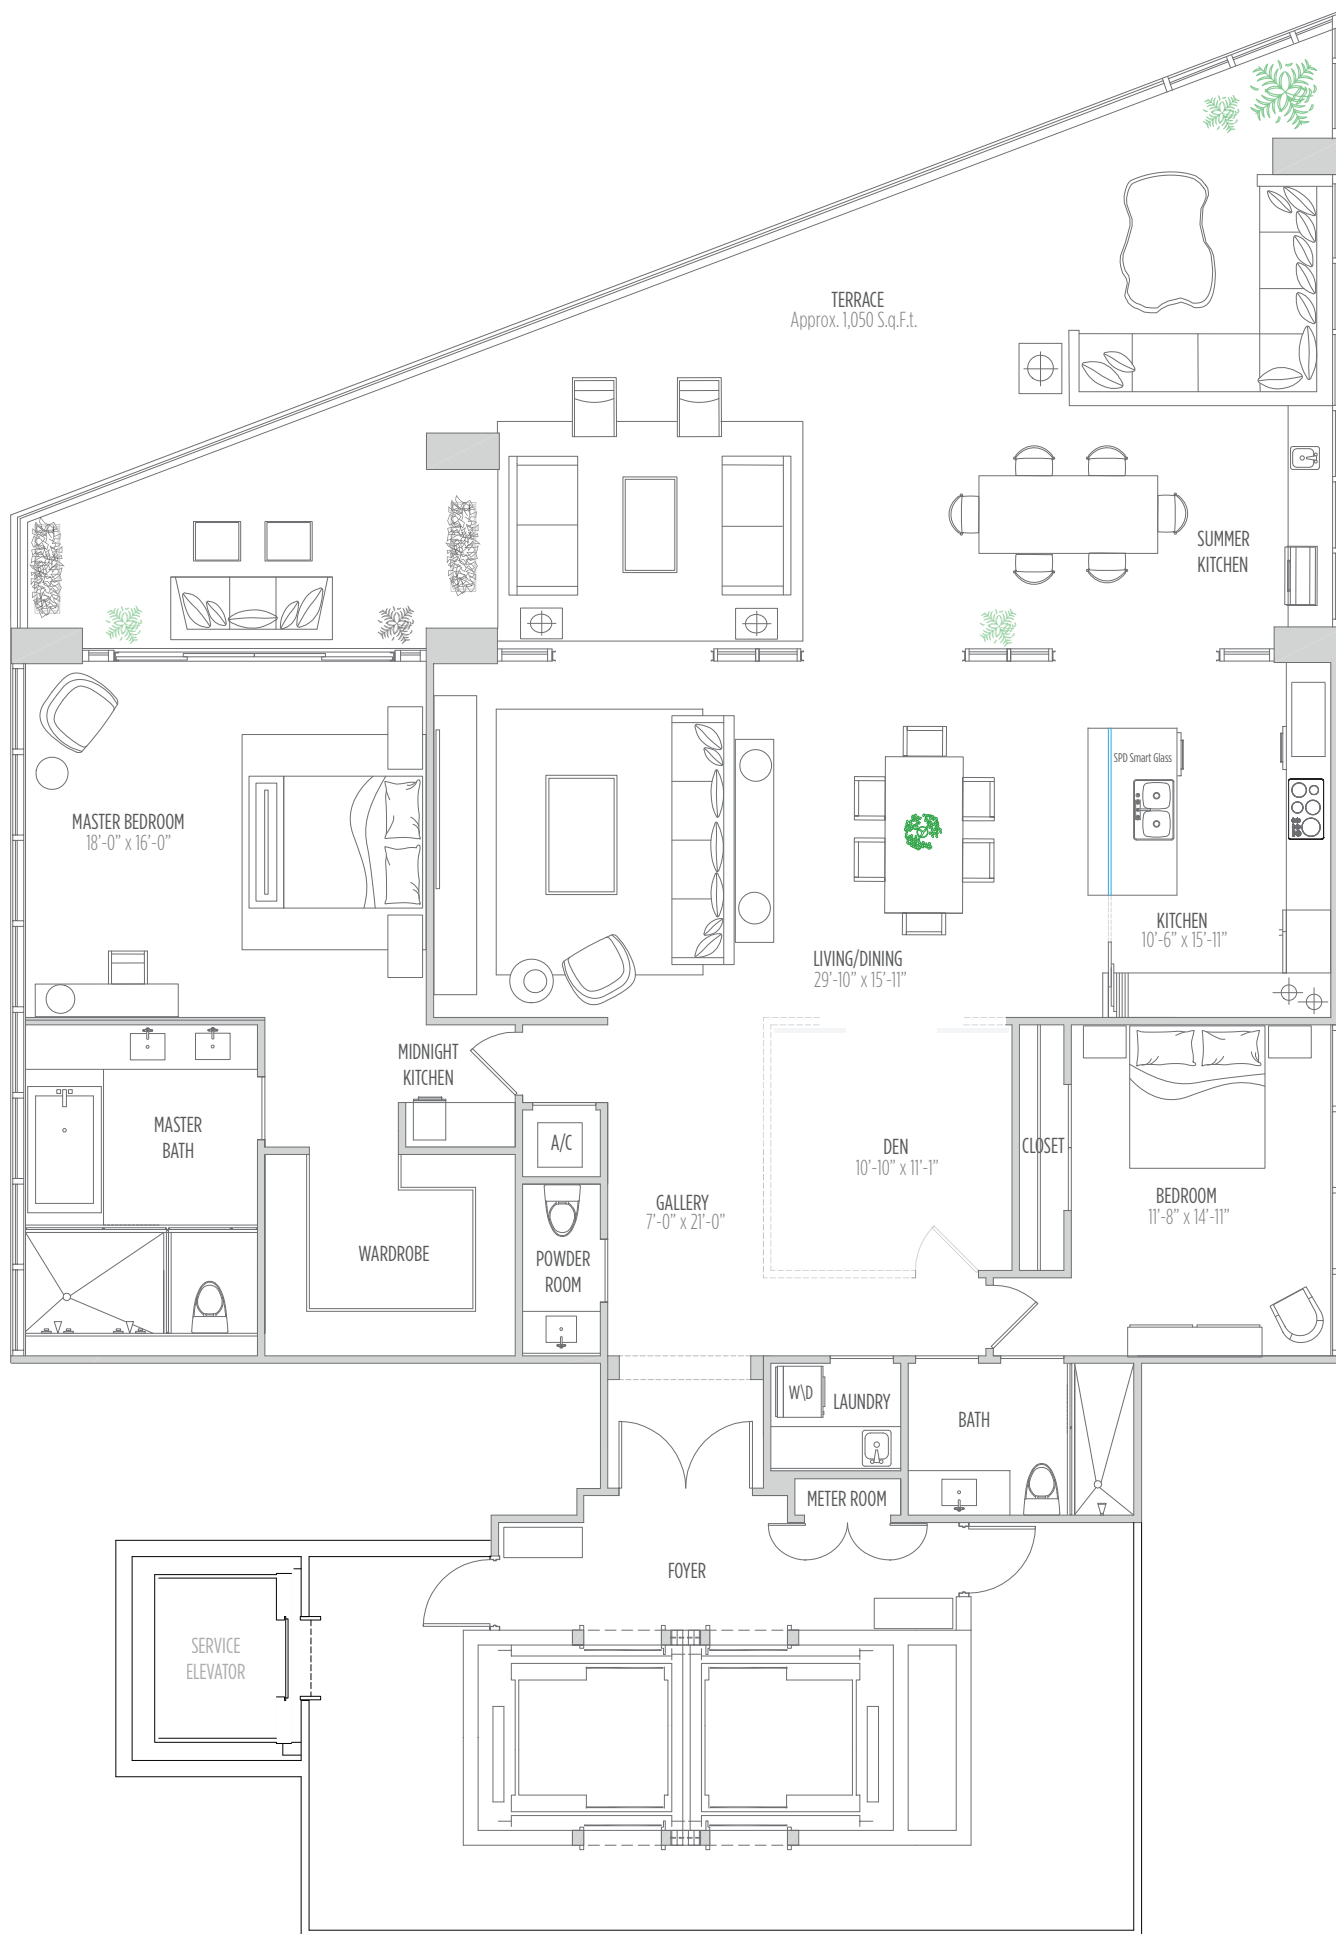 TERRACE
Approx. 1,050 S.q.F.t.
SUMMER
KITCHEN
SPD Smart Glass
MASTER BEDROOM
18'-0" x 16'-0"
KITCHEN
10'-6" x 15'-11"
LIVING/DINING
29'-10" x 15'-11"
MIDNIGHT
KITCHEN
MASTER
BATH
A/C
DEN
10'-10" x 11'-1"
CLOSET
GALLERY
7'-0" x 21'-0"
BEDROOM
11'-8" x 14'-11"
WARDROBE
POWDER
ROOM
W\D
LAUNDRY
BATH
METER ROOM
FOYER
SERVICE
ELEVATOR